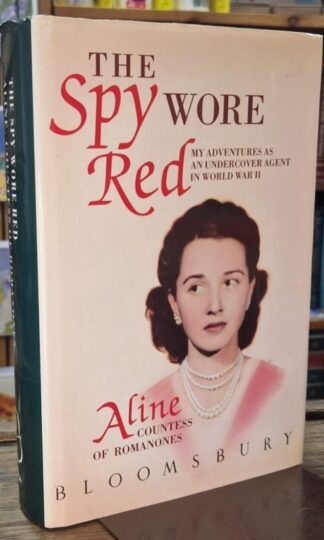 THE
Spy WORE
Red
MY ADVENTURES AS
AN UNDERCOVER AGENT
IN WORLD WAR II
Aline
COUNTESS
OF ROMANONES
BLOOMSBURY
THE SPY WORE RED